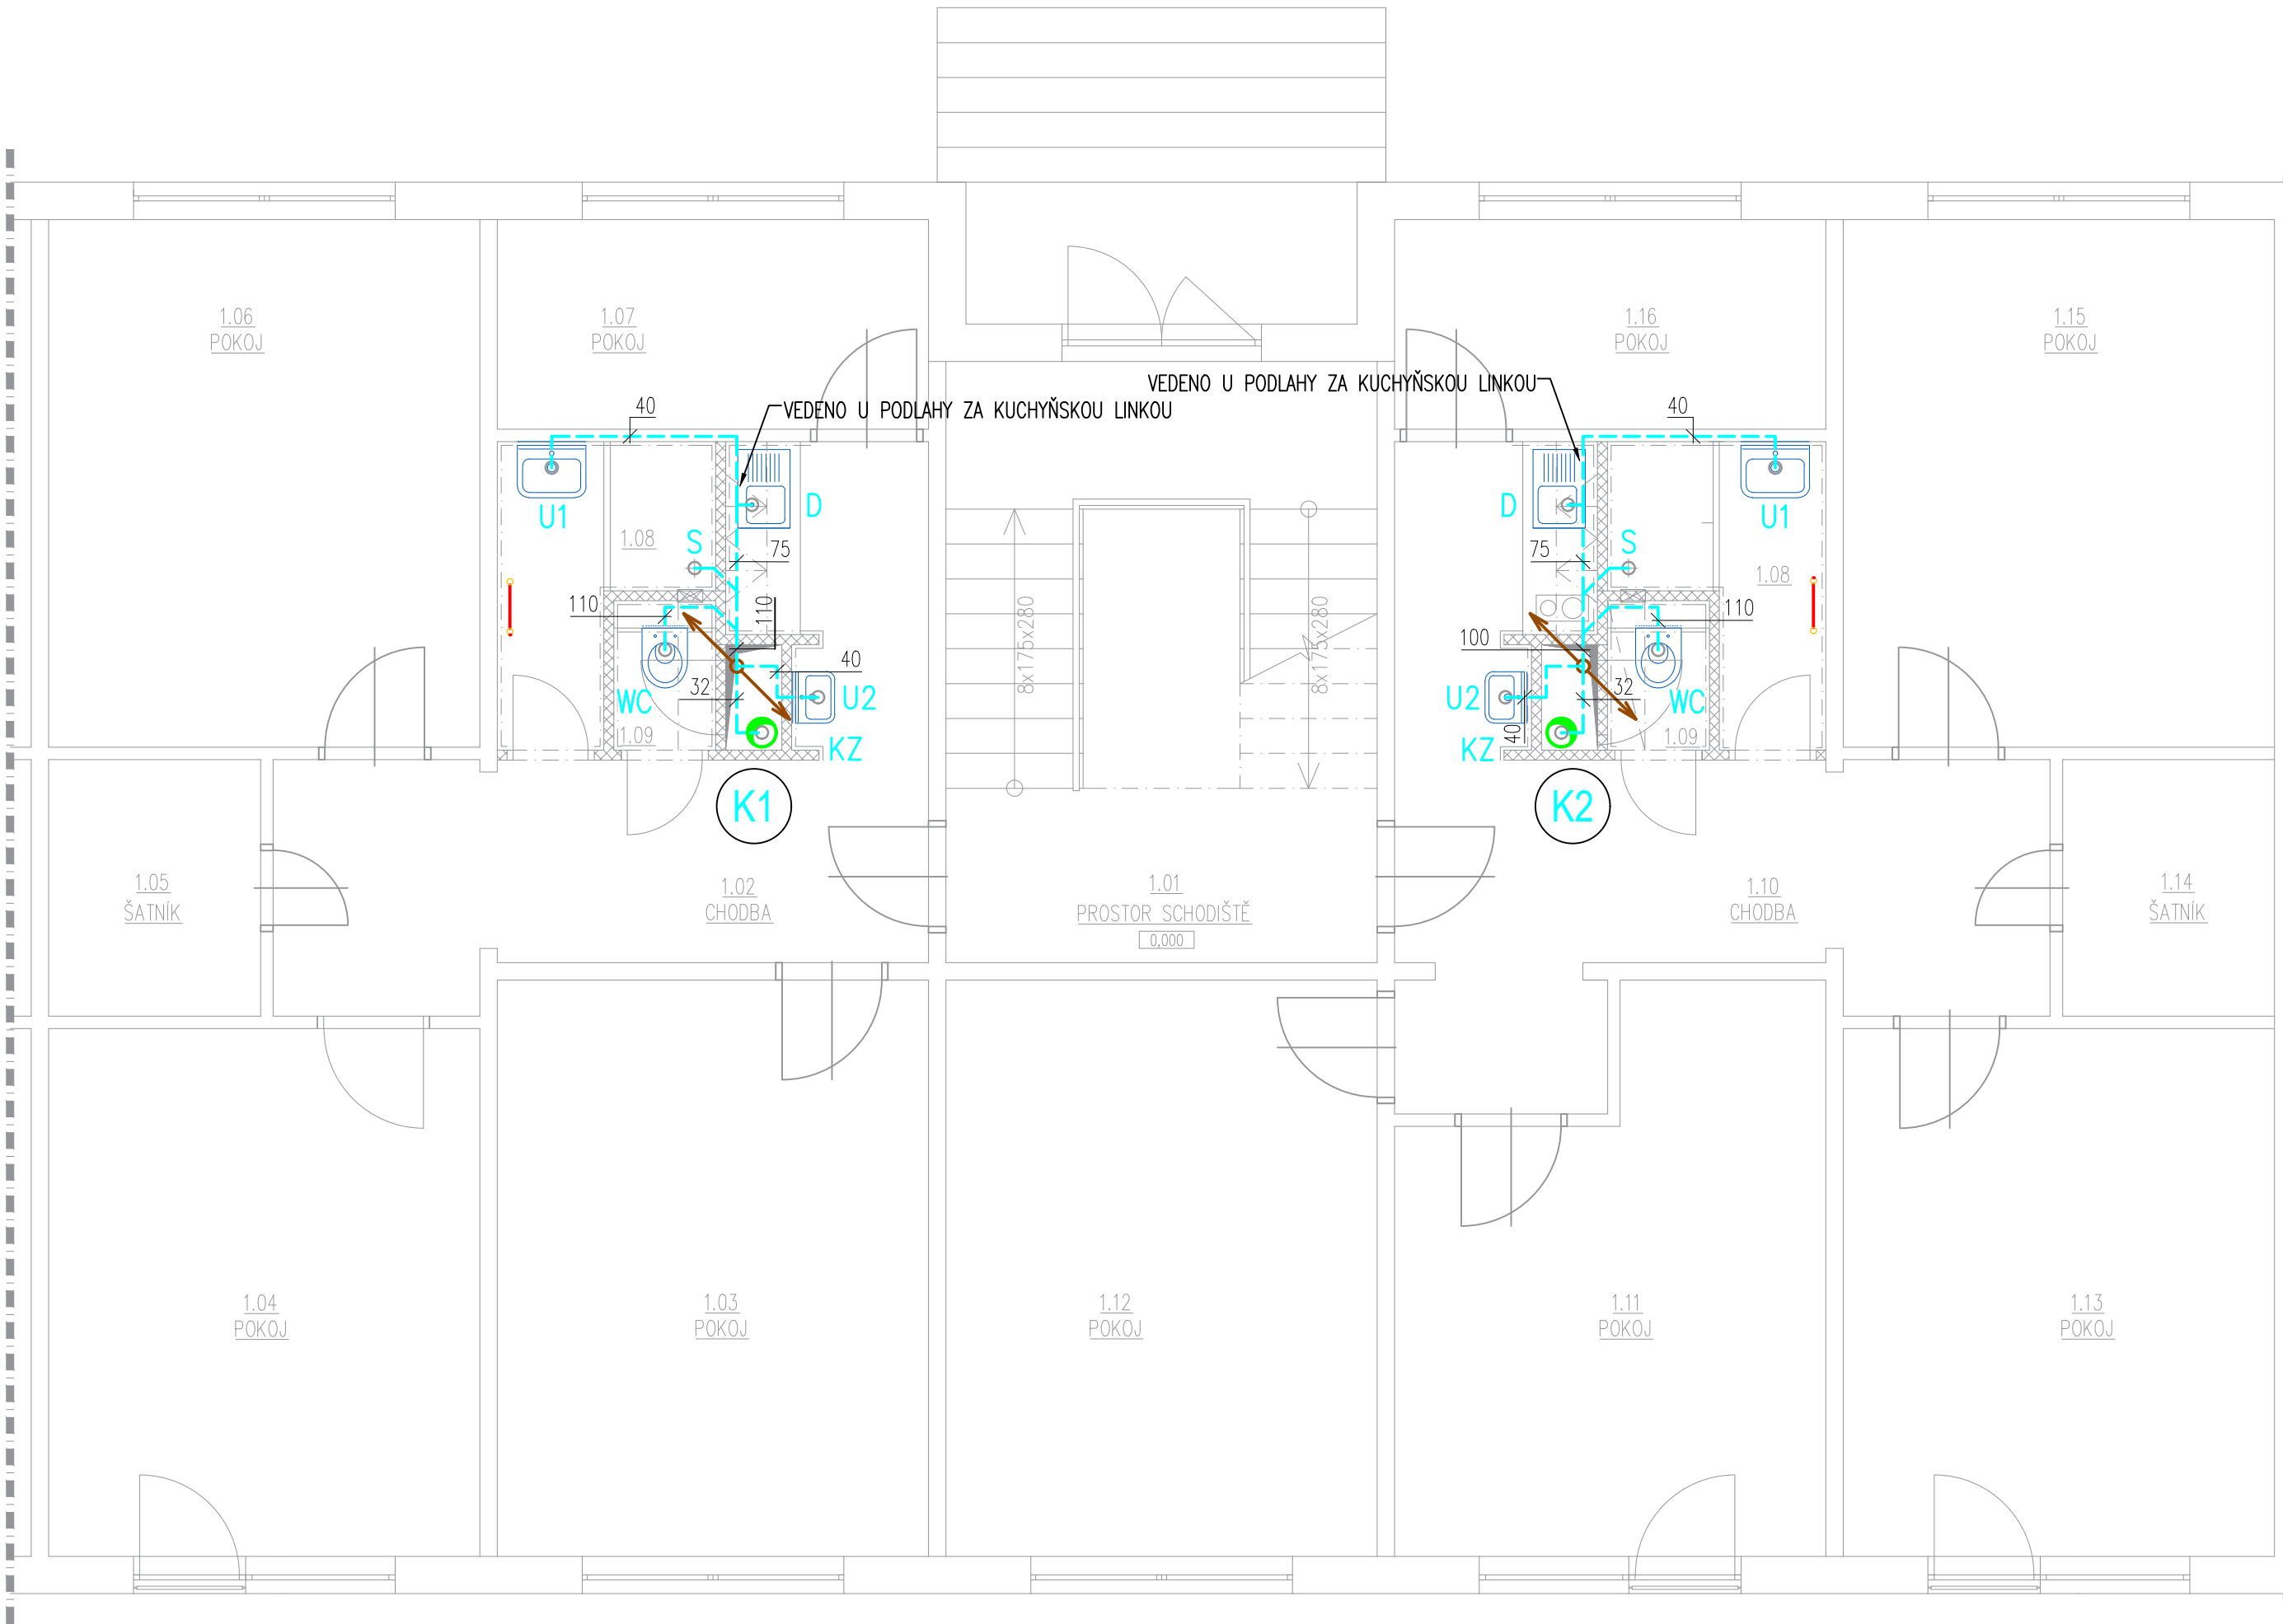 1.06
POKOJ
1.07
POKOJ
1.16
POKOJ
1.15
POKOJ
VEDENO U PODLAHY ZA KUCHYŇSKOU LINKOU
VEDENO U PODLAHY ZA KUCHYŇSKOU LINKOU
40
40
U1
D
D
U1
1.08
S
75
75
S
1.08
110
110
8x175x280
8x175x280
100
110
WC
32
40
U2
U2
40
32
WC
1.09
KZ
KZ
1.09
K1
K2
1.05
ŠATNÍK
1.02
CHODBA
1.01
PROSTOR SCHODIŠTĚ
0,000
1.10
CHODBA
1.14
ŠATNÍK
1.04
POKOJ
1.03
POKOJ
1.12
POKOJ
1.11
POKOJ
1.13
POKOJ